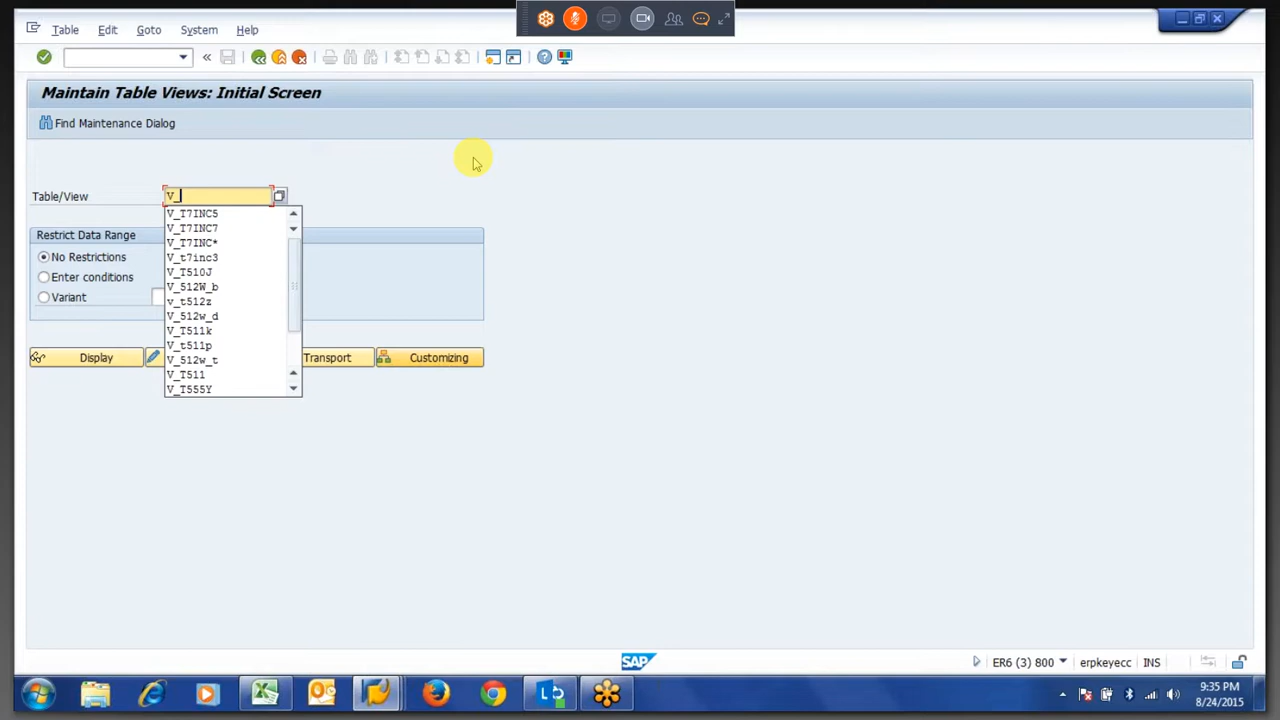 Table Edit Goto System Help
Maintain Table Views: Initial Screen
Find Maintenance Dialog
Table/View V_
V_T7INC5
V_T7INC7
V_T7INC*
V_t7inc3
V_T510J
V_512W_b
v_t512z
V_512w_d
V_T511k
V_t511p
V_512w_t
V_T511
V_T555Y
Restrict Data Range
No Restrictions
Enter conditions
Variant
Display Transport Customizing
SAP ER6 (3) 800 erpkeyecc INS
9:35 PM
8/24/2015